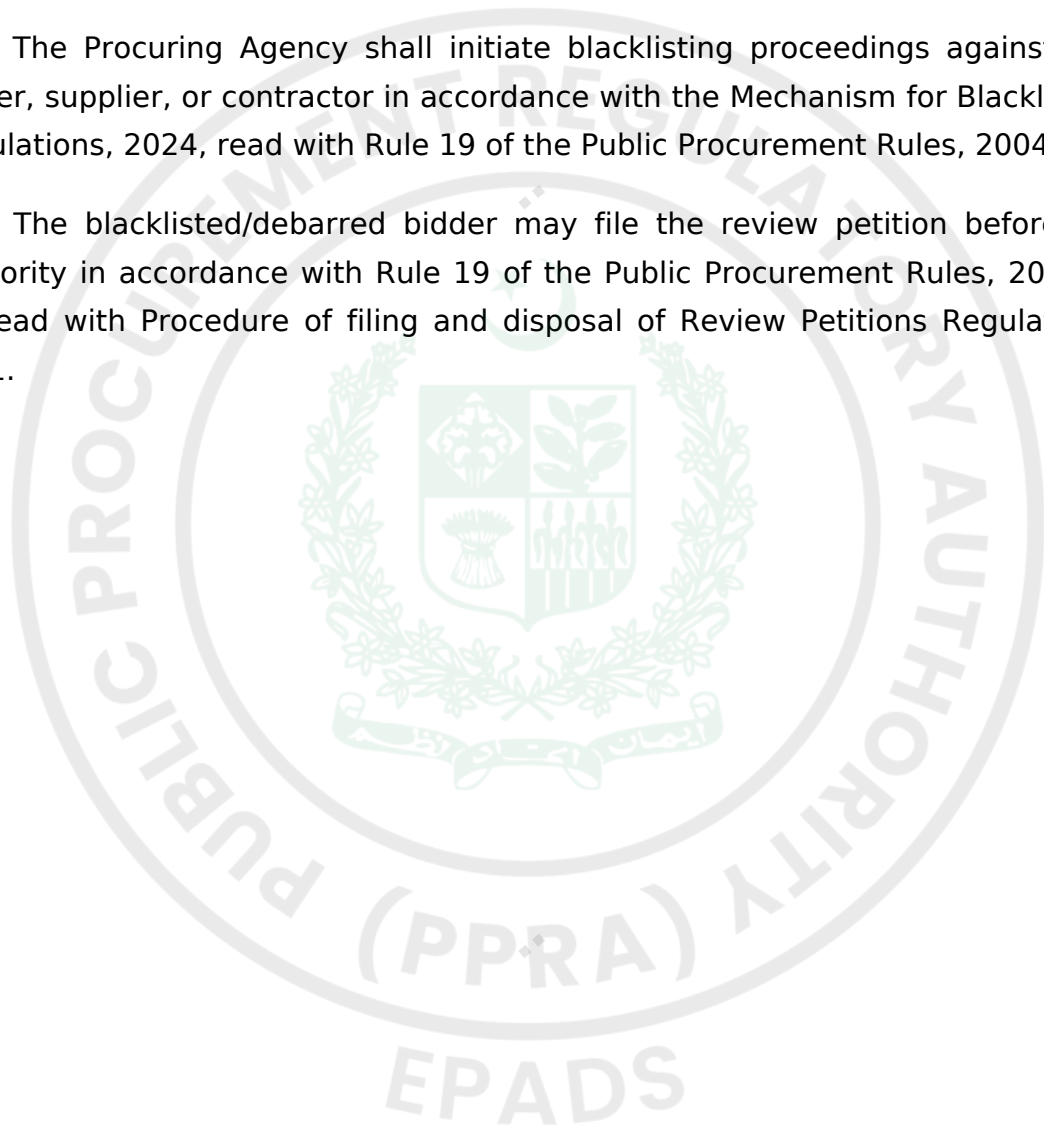 The Procuring Agency shall initiate blacklisting proceedings against
er, supplier, or contractor in accordance with the Mechanism for Blackl
ulations, 2024, read with Rule 19 of the Public Procurement Rules, 2004
The blacklisted/debarred bidder may file the review petition before
ority in accordance with Rule 19 of the Public Procurement Rules, 20
ead with Procedure of filing and disposal of Review Petitions Regula
.
PUBLIC PROCUREMENT REGULATORY AUTHORITY
(PPRA)
EPADS